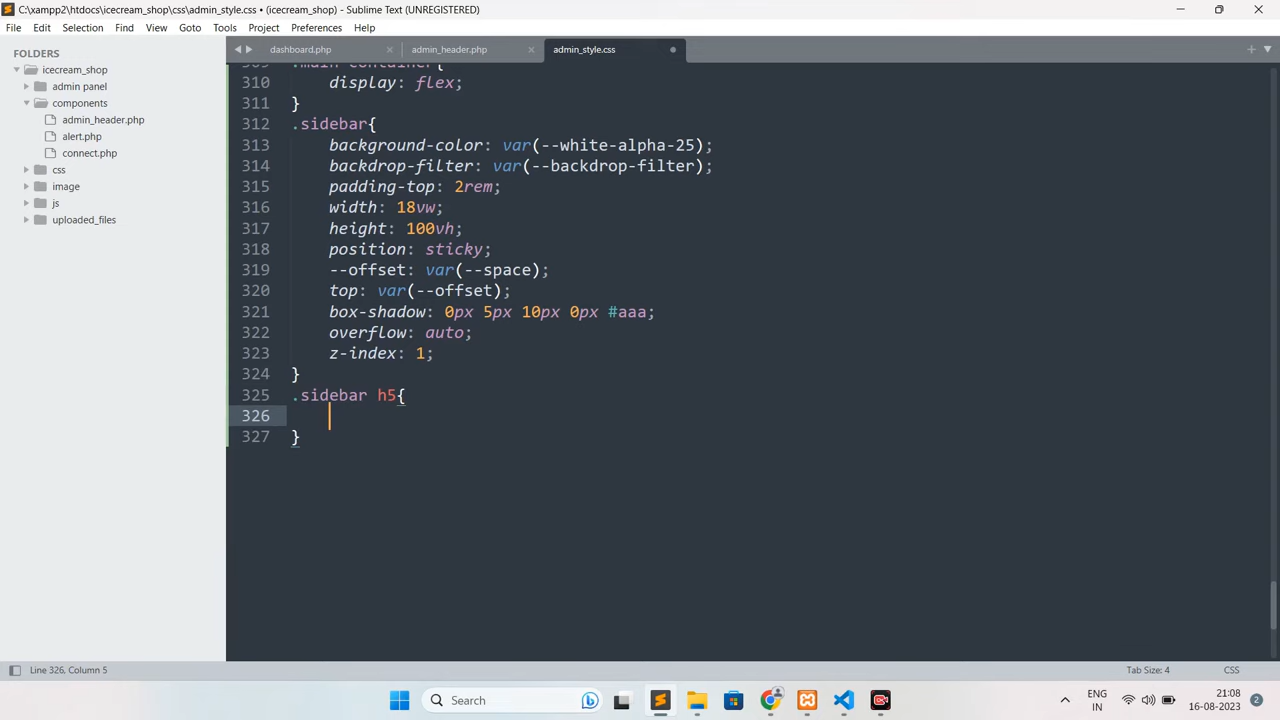 C:\xampp2\htdocs\icecream_shop\css\admin_style.css • (icecream_shop) - Sublime Text (UNREGISTERED)
File Edit Selection Find View Goto Tools Project Preferences Help
FOLDERS
icecream_shop
admin panel
components
admin_header.php
alert.php
connect.php
css
image
js
uploaded_files
dashboard.php
admin_header.php
admin_style.css
309 .main-container{
310 display: flex;
311 }
312 .sidebar{
313 background-color: var(--white-alpha-25);
314 backdrop-filter: var(--backdrop-filter);
315 padding-top: 2rem;
316 width: 18vw;
317 height: 100vh;
318 position: sticky;
319 --offset: var(--space);
320 top: var(--offset);
321 box-shadow: 0px 5px 10px 0px #aaa;
322 overflow: auto;
323 z-index: 1;
324 }
325 .sidebar h5{
326
327 }
Line 326, Column 5
Tab Size: 4
CSS
Search
ENG
IN
21:08
16-08-2023
2